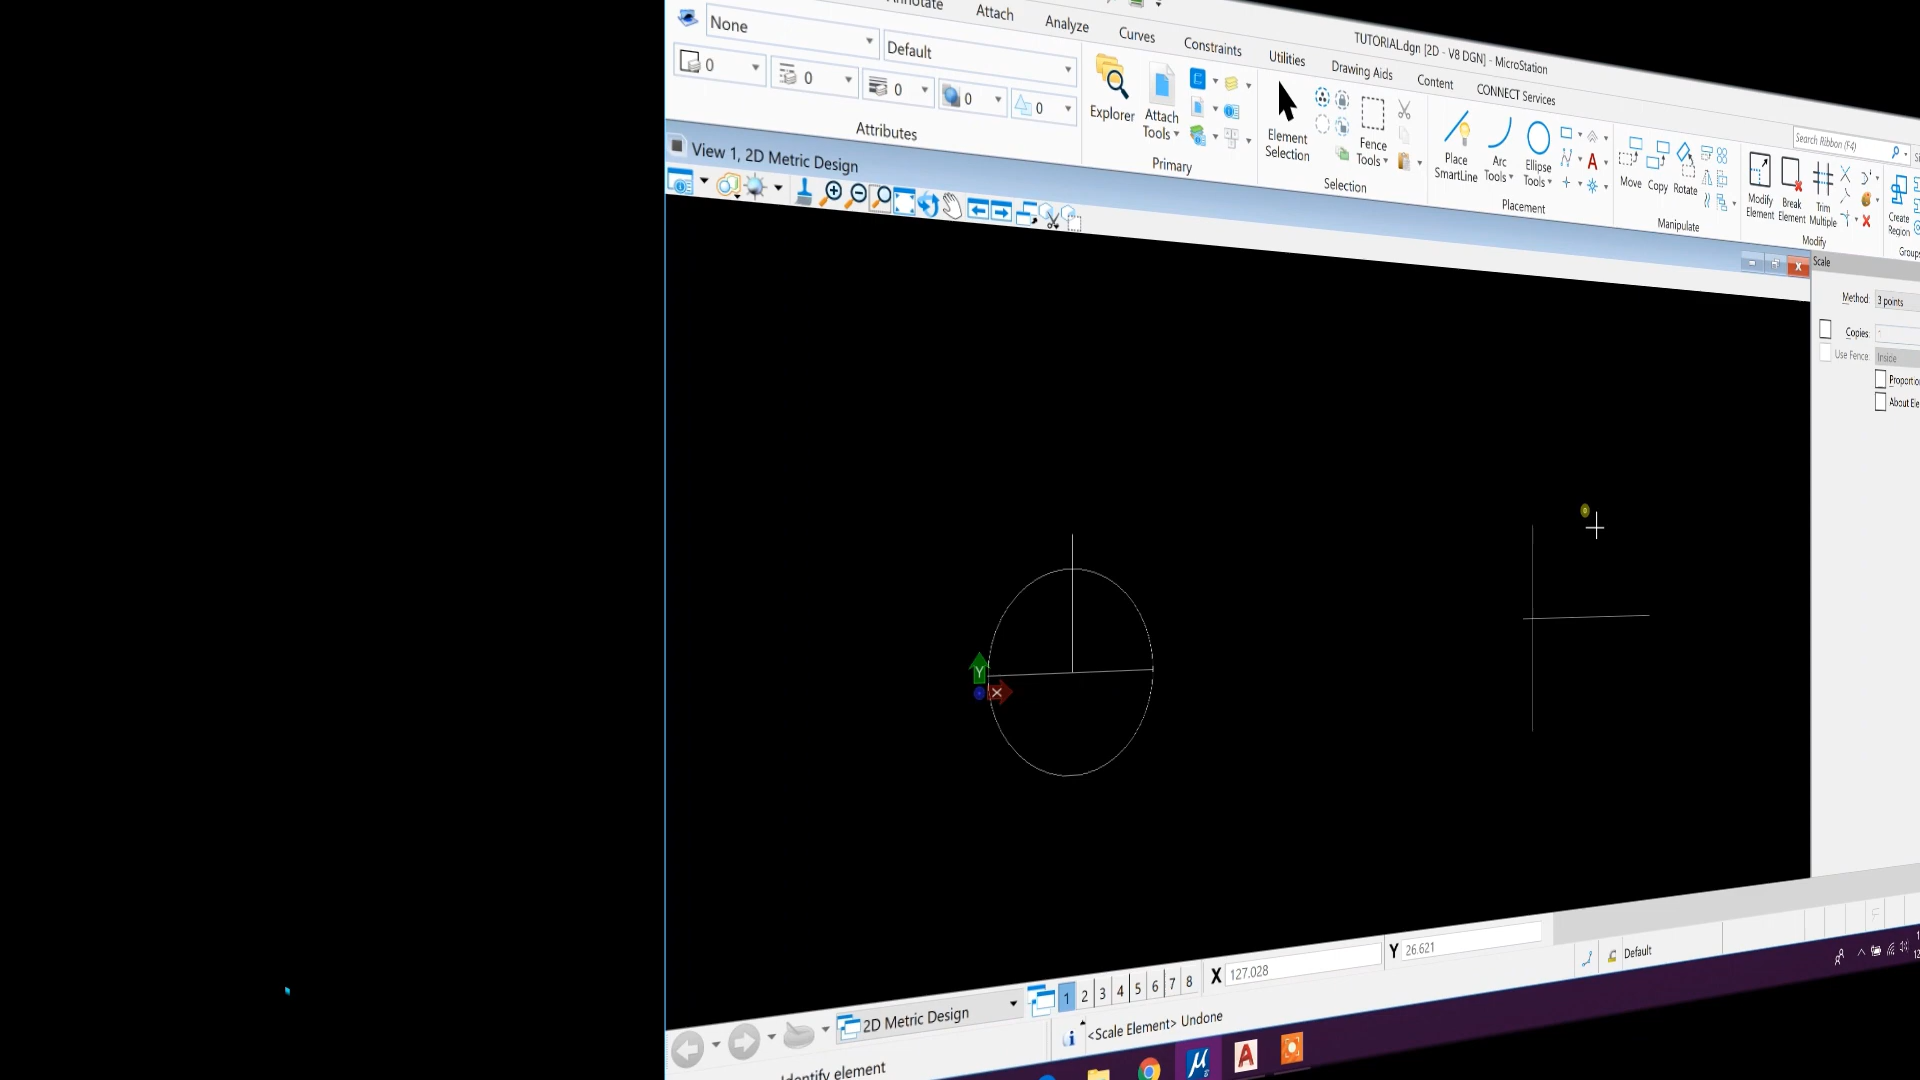 TUTORIAL.dgn [2D - V8 DGN] - MicroStation
Attach
Analyze
Curves
Constraints
Utilities
Drawing Aids
Content
CONNECT Services
Search Ribbon (F4)
None
Default
0
0
0
0
0
Attributes
Explorer
Attach
Tools
Primary
Element
Selection
Fence
Tools
Selection
Place
SmartLine
Arc
Tools
Ellipse
Tools
Placement
Move
Copy
Rotate
Manipulate
Modify
Element
Break
Element
Trim
Multiple
Modify
Create
Region
View 1, 2D Metric Design
Scale
Method: 3 points
Copies:
Use Fence: Inside
Y
X
2D Metric Design
1 2 3 4 5 6 7 8
X 127.028
Y 26.621
Default
<Scale Element> Undone
element